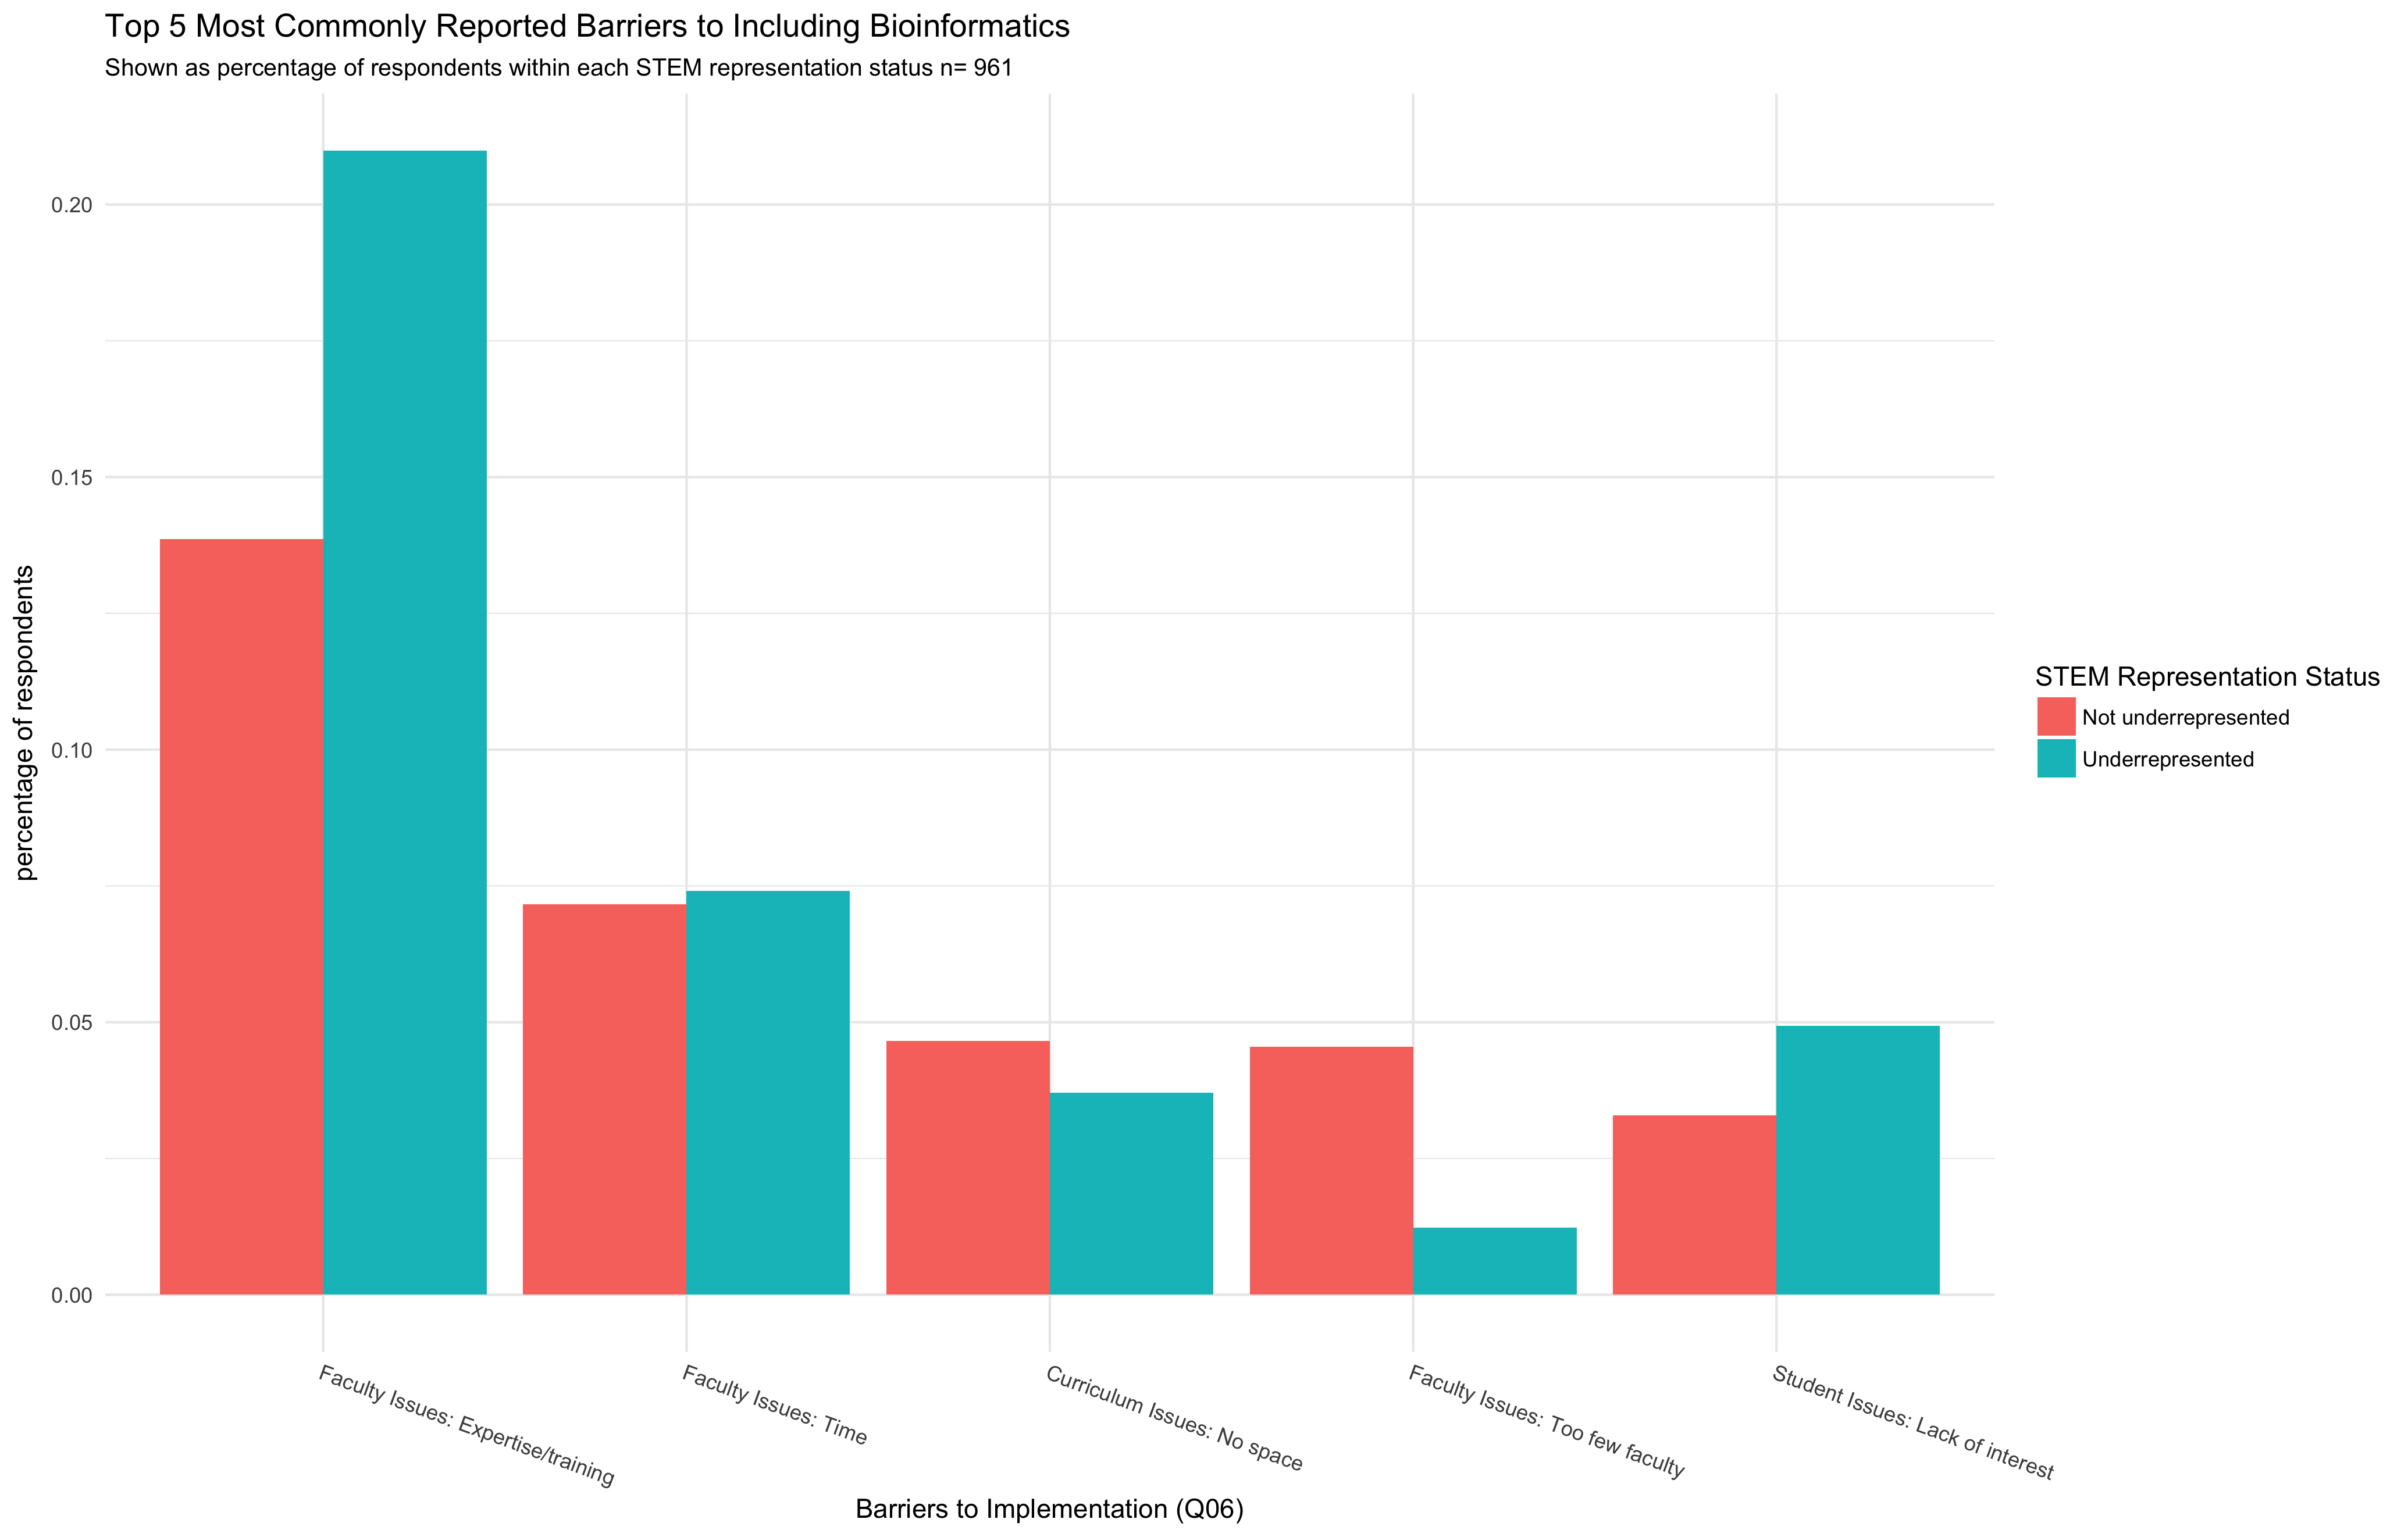 Top 5 Most Commonly Reported Barriers to Including Bioinformatics
Shown as percentage of respondents within each STEM representation status n= 961
percentage of respondents
0.20
0.15
0.10
0.05
0.00
Faculty Issues: Expertise/training
Faculty Issues: Time
Curriculum Issues: No space
Faculty Issues: Too few faculty
Student Issues: Lack of interest
Barriers to Implementation (Q06)
STEM Representation Status
Not underrepresented
Underrepresented